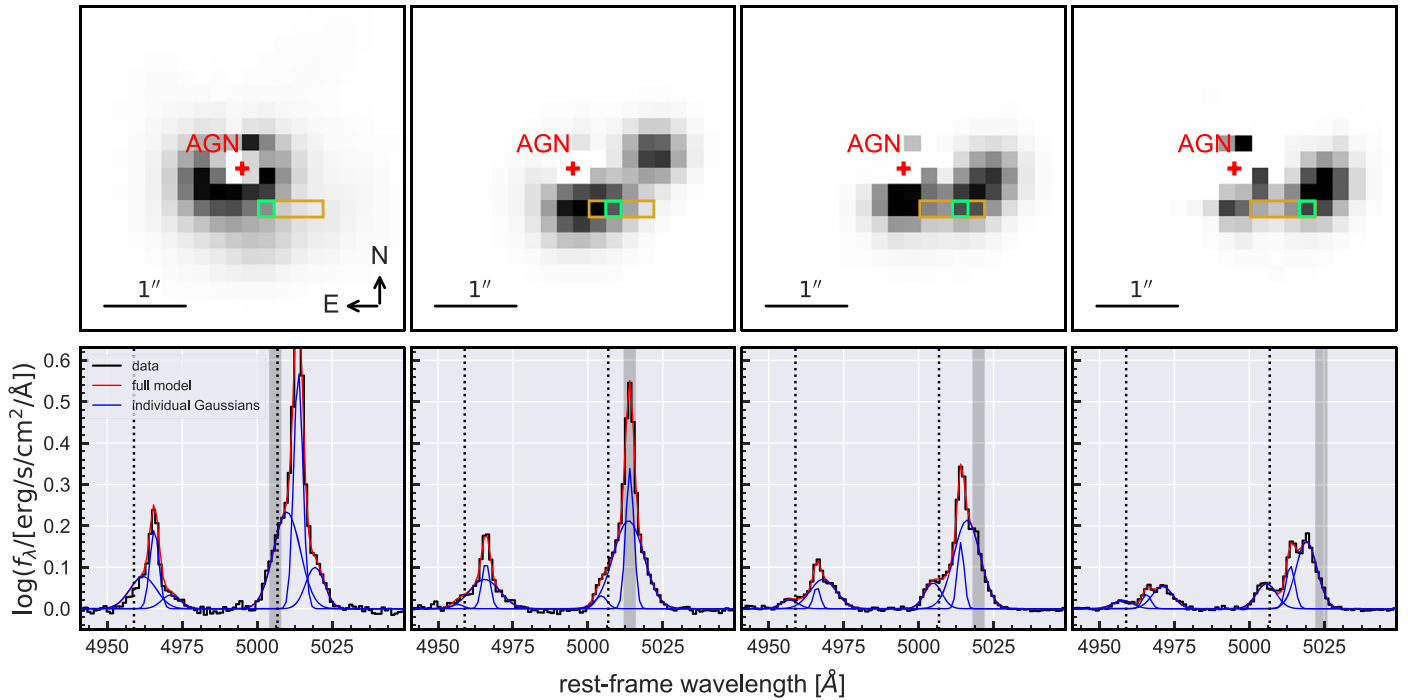 AGN AGN AGN AGN
N
1″ E 1″ 1″ 1″
log(fλ/[erg/s/cm²/Å])
0.6
0.5
0.4
0.3
0.2
0.1
0.0
data
full model
individual Gaussians
4950 4975 5000 5025 4950 4975 5000 5025 4950 4975 5000 5025 4950 4975 5000 5025
rest-frame wavelength [Å]